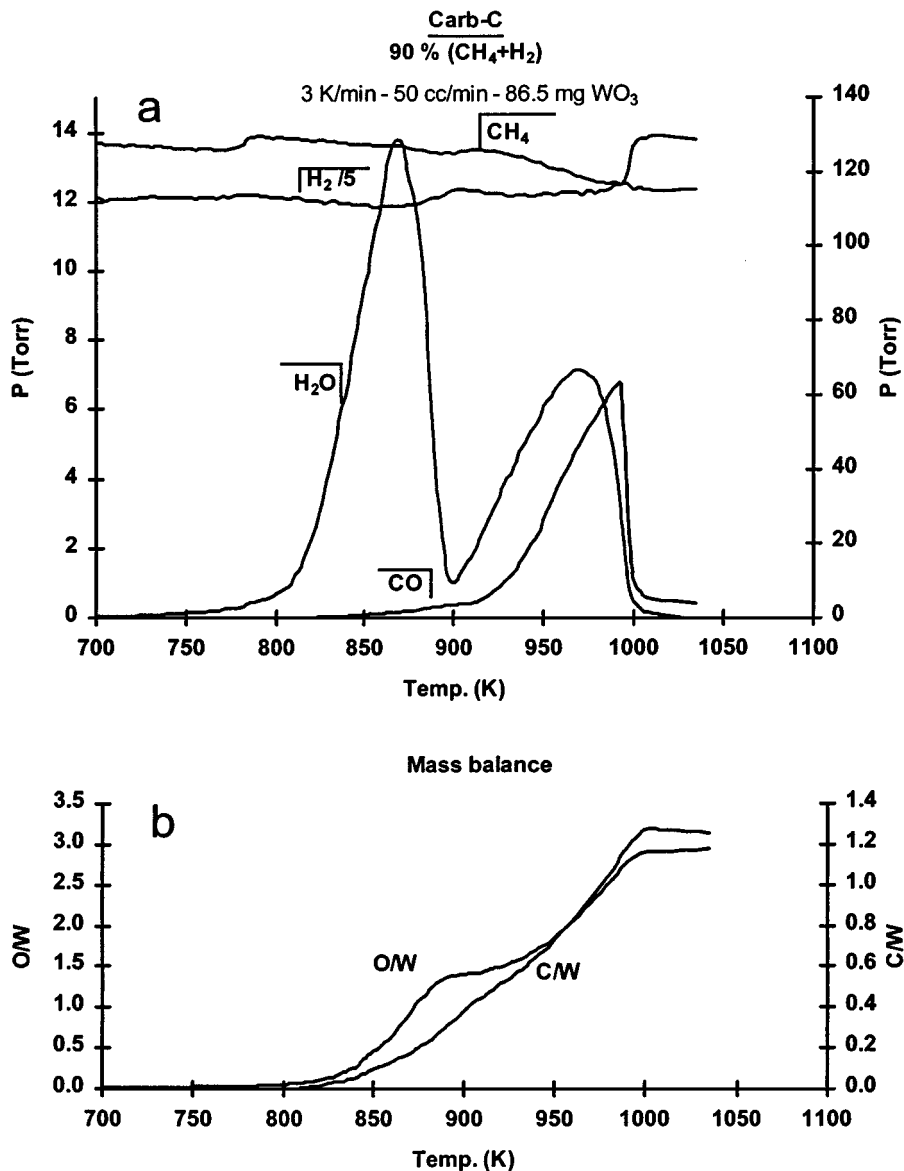 Carb-C
90 % (CH₄+H₂)
3 K/min - 50 cc/min - 86.5 mg WO₃
a
14
12
10
8
6
4
2
0
P (Torr)
140
120
100
80
60
40
20
0
P (Torr)
CH₄
H₂/5
H₂O
CO
700 750 800 850 900 950 1000 1050 1100
Temp. (K)
Mass balance
b
3.5
3.0
2.5
2.0
1.5
1.0
0.5
0.0
O/W
1.4
1.2
1.0
0.8
0.6
0.4
0.2
0.0
C/W
O/W
C/W
700 750 800 850 900 950 1000 1050 1100
Temp. (K)